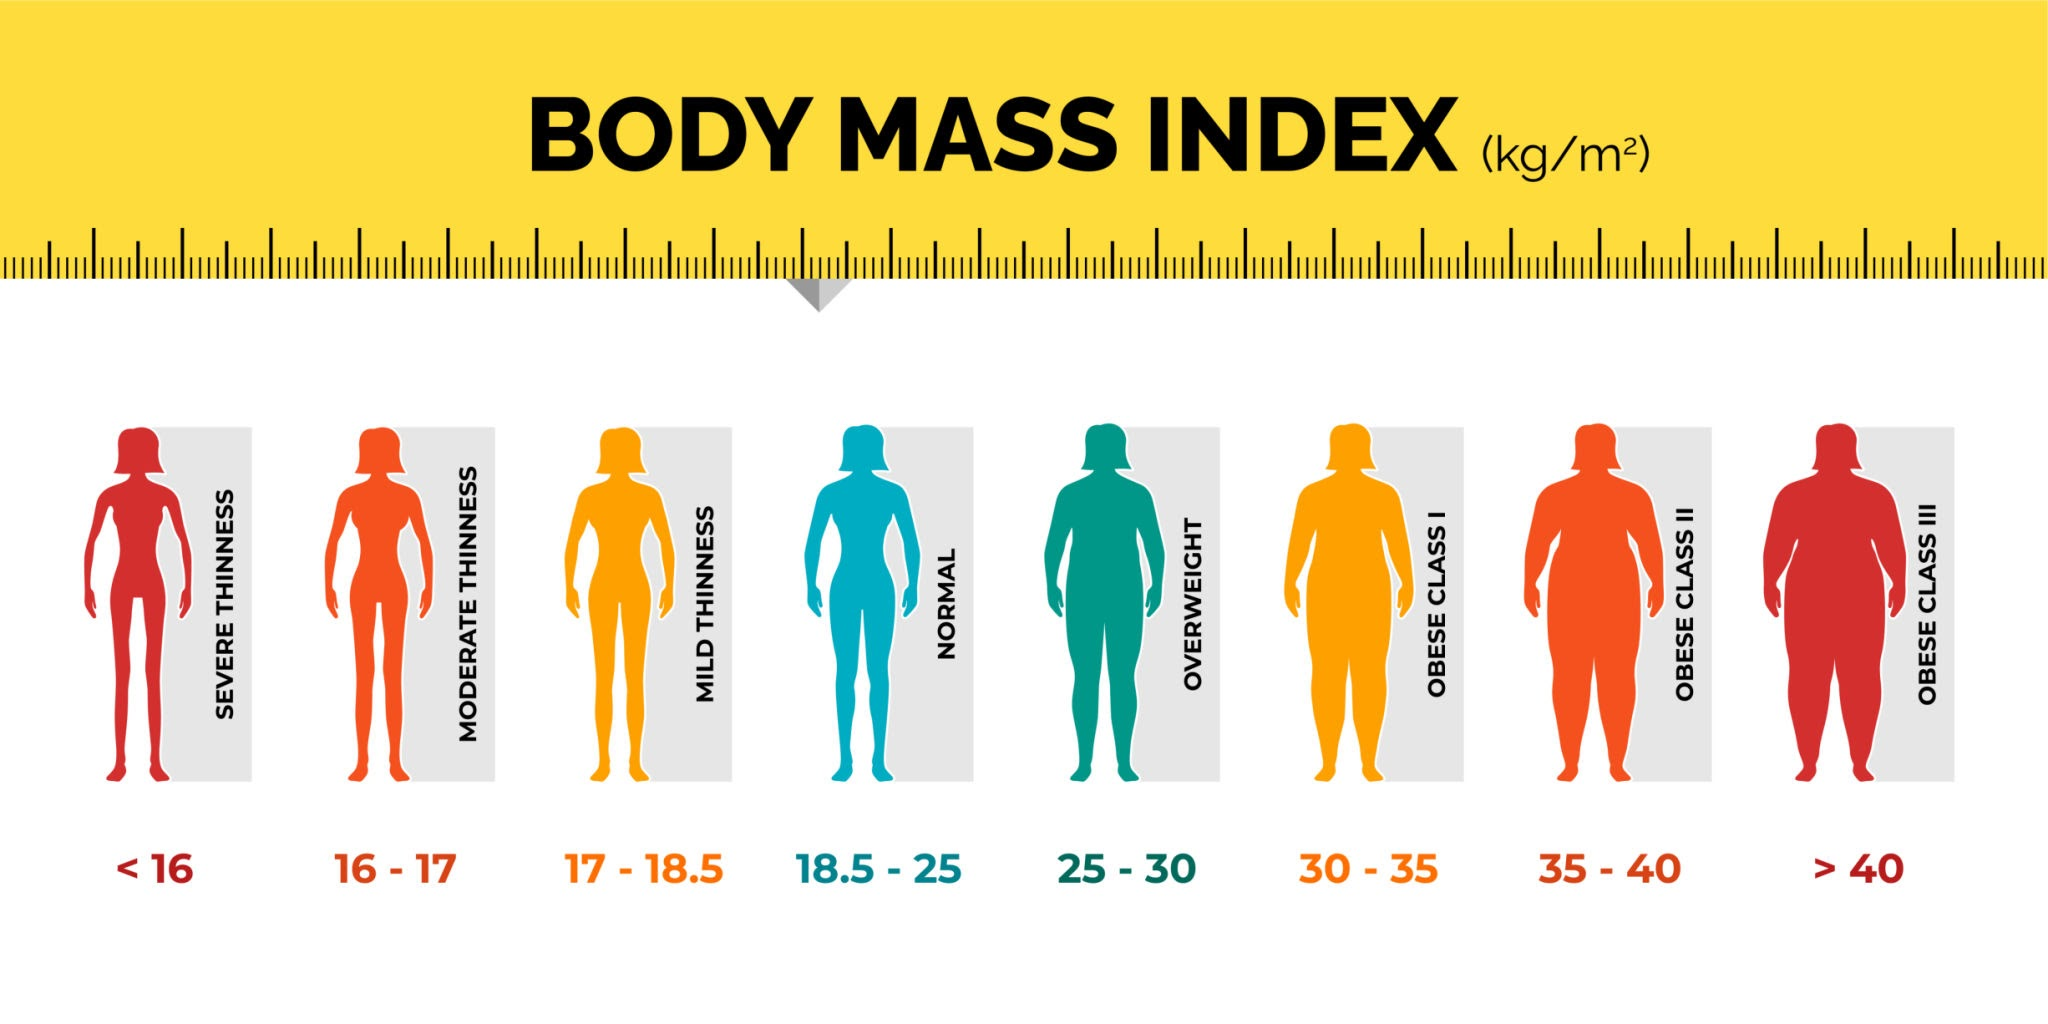 BODY MASS INDEX (kg/m²)
SEVERE THINNESS
MODERATE THINNESS
MILD THINNESS
NORMAL
OVERWEIGHT
OBESE CLASS I
OBESE CLASS II
OBESE CLASS III
< 16
16 - 17
17 - 18.5
18.5 - 25
25 - 30
30 - 35
35 - 40
> 40